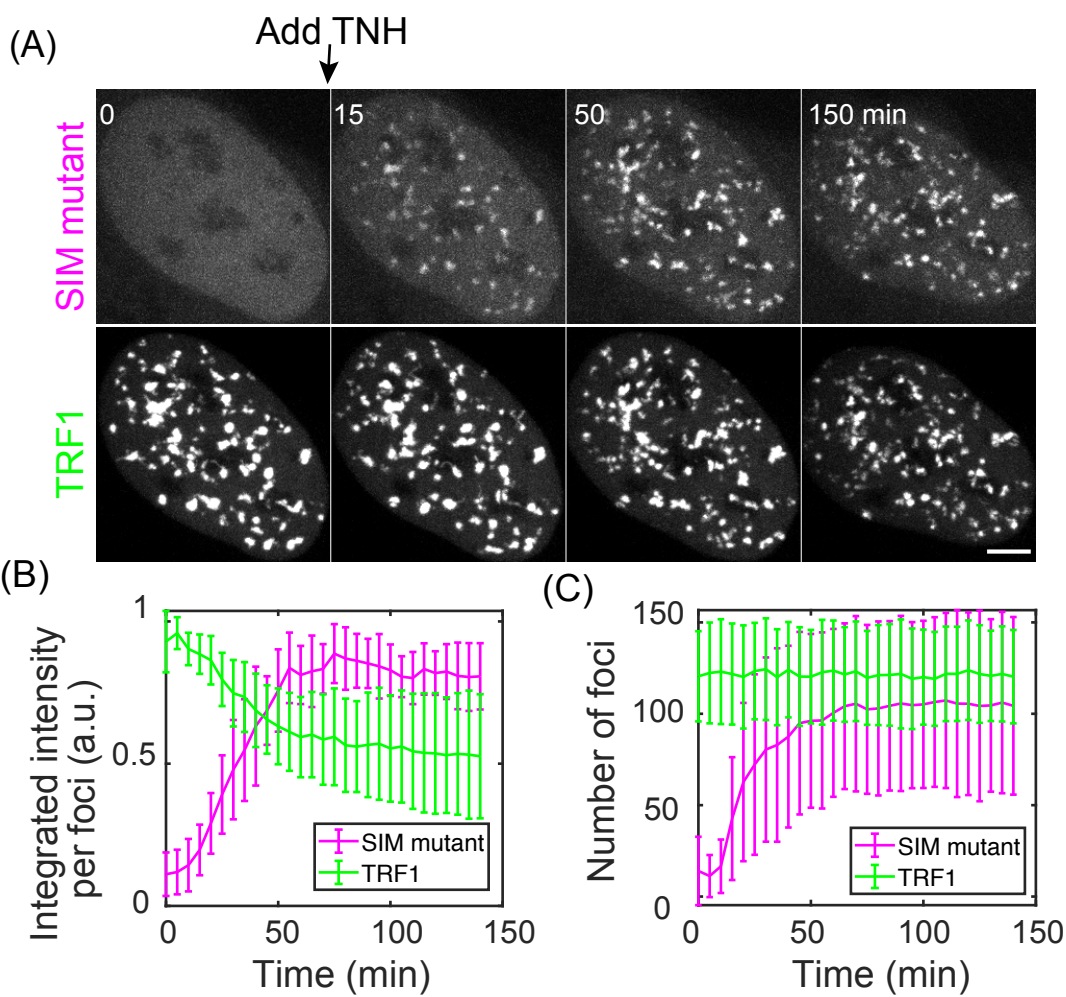 (A)
Add TNH
SIM mutant
0
15
50
150 min
TRF1
(B)
Integrated intensity
per foci (a.u.)
1
0.5
0
SIM mutant
TRF1
0
50
100
150
Time (min)
(C)
Number of foci
150
100
50
0
SIM mutant
TRF1
0
50
100
150
Time (min)